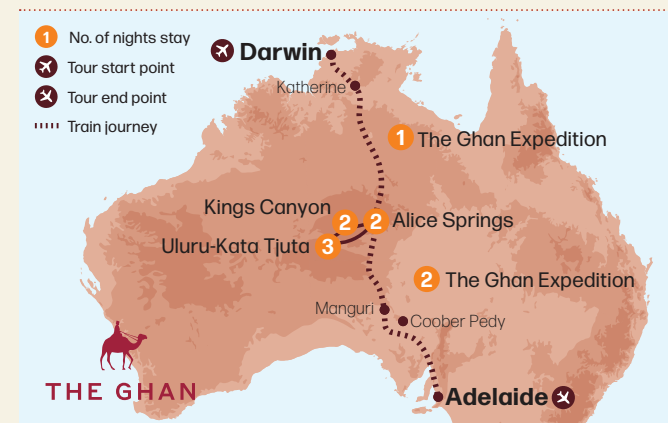 1 No. of nights stay
Tour start point
Tour end point
Train journey
Darwin
Katherine
1 The Ghan Expedition
Kings Canyon 2
2 Alice Springs
Uluru-Kata Tjuta 3
2 The Ghan Expedition
Manguri
Coober Pedy
THE GHAN
Adelaide